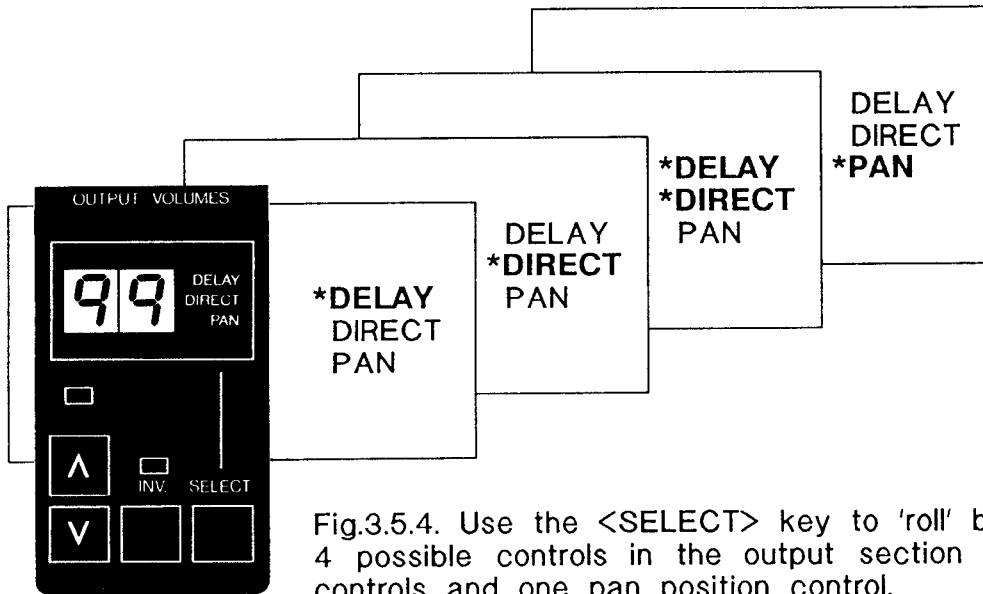 OUTPUT VOLUMES
99
DELAY
DIRECT
PAN
INV.
SELECT
*DELAY
DIRECT
PAN
DELAY
*DIRECT
PAN
*DELAY
*DIRECT
PAN
DELAY
DIRECT
*PAN
Fig.3.5.4. Use the <SELECT> key to 'roll'
4 possible controls in the output section
controls and one pan position control.